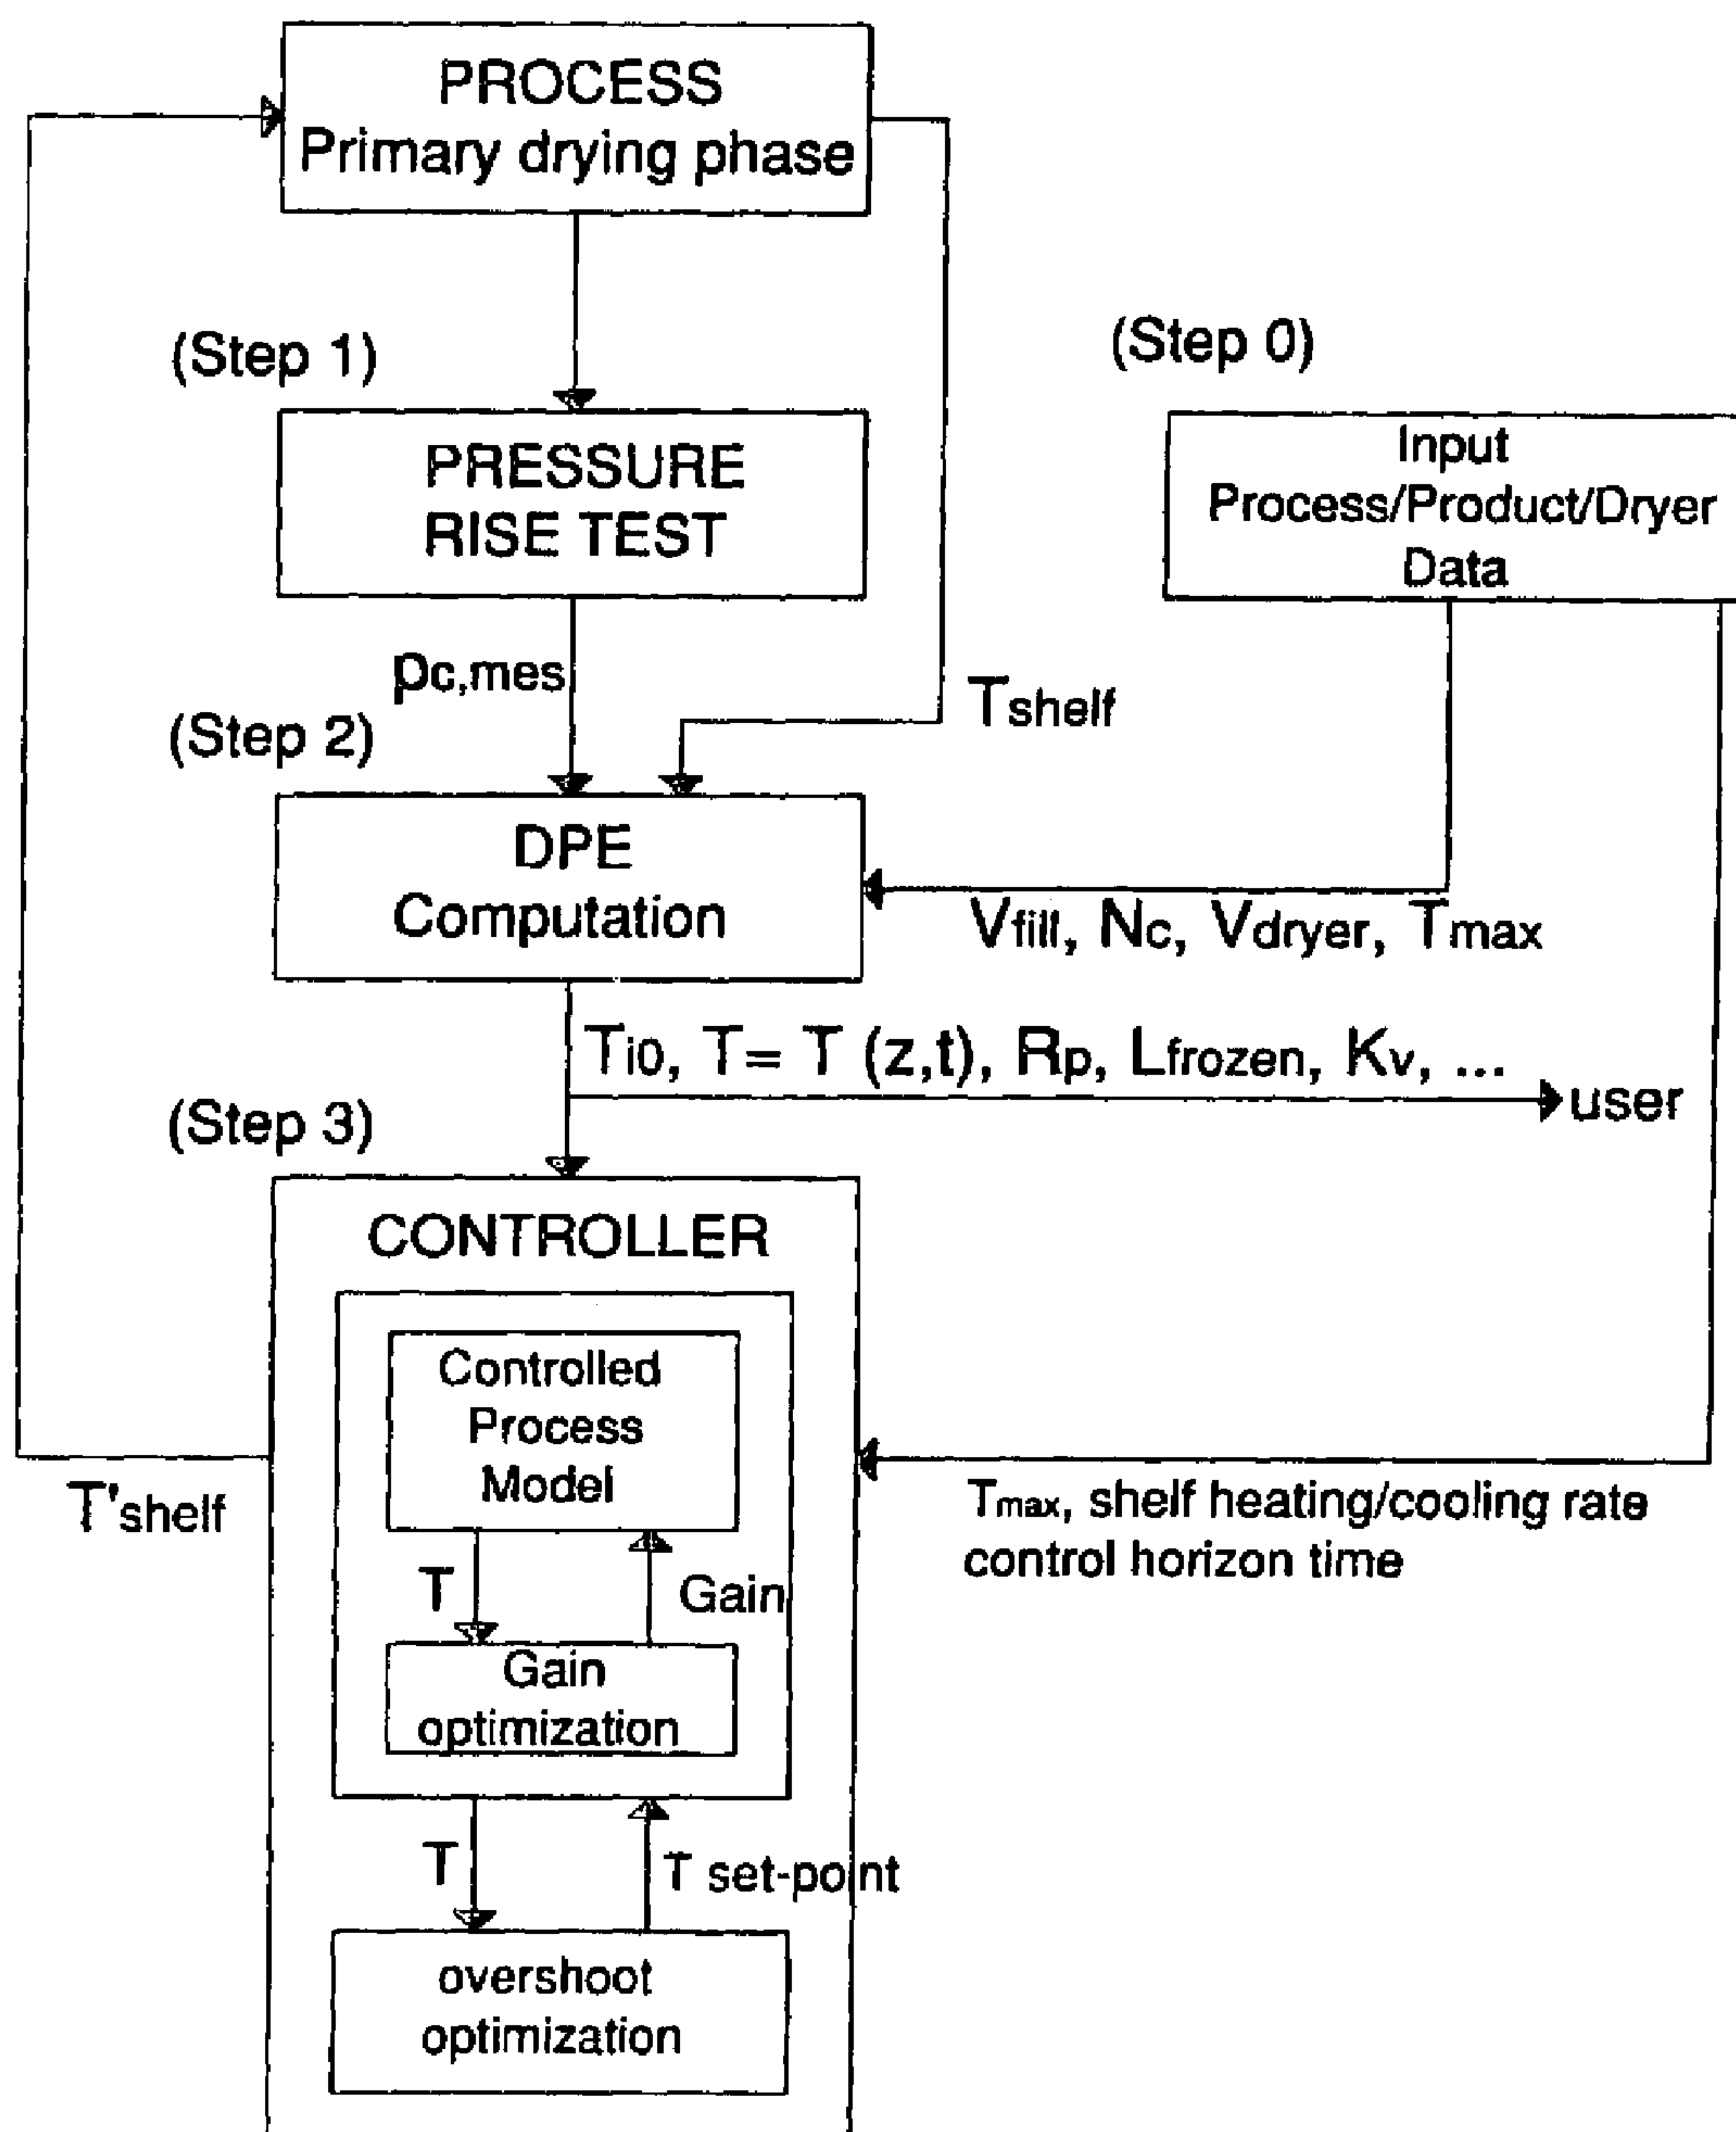 PROCESS
Primary drying phase
(Step 1)
(Step 0)
PRESSURE
RISE TEST
Input
Process/Product/Dryer
Data
pc,mes
Tshelf
(Step 2)
DPE
Computation
Vfill, Nc, Vdryer, Tmax
Ti0, T= T (z,t), Rp, Lfrozen, Kv, ...
user
(Step 3)
CONTROLLER
Controlled
Process
Model
T'shelf
Tmax, shelf heating/cooling rate
control horizon time
T
Gain
Gain
optimization
T
T set-point
overshoot
optimization